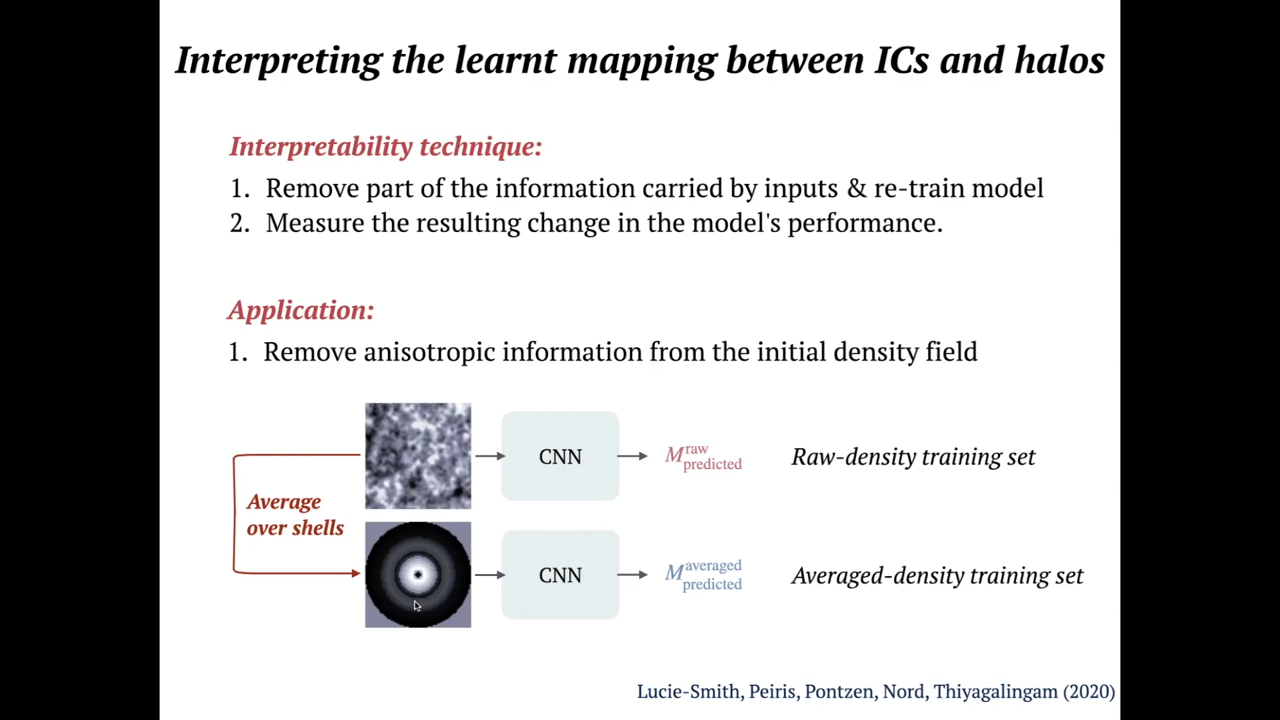 Interpreting the learnt mapping between ICs and halos
Interpretability technique:
1. Remove part of the information carried by inputs & re-train model
2. Measure the resulting change in the model's performance.
Application:
1. Remove anisotropic information from the initial density field
CNN
M raw predicted
Raw-density training set
Average
over shells
CNN
M averaged predicted
Averaged-density training set
Lucie-Smith, Peiris, Pontzen, Nord, Thiyagalingam (2020)